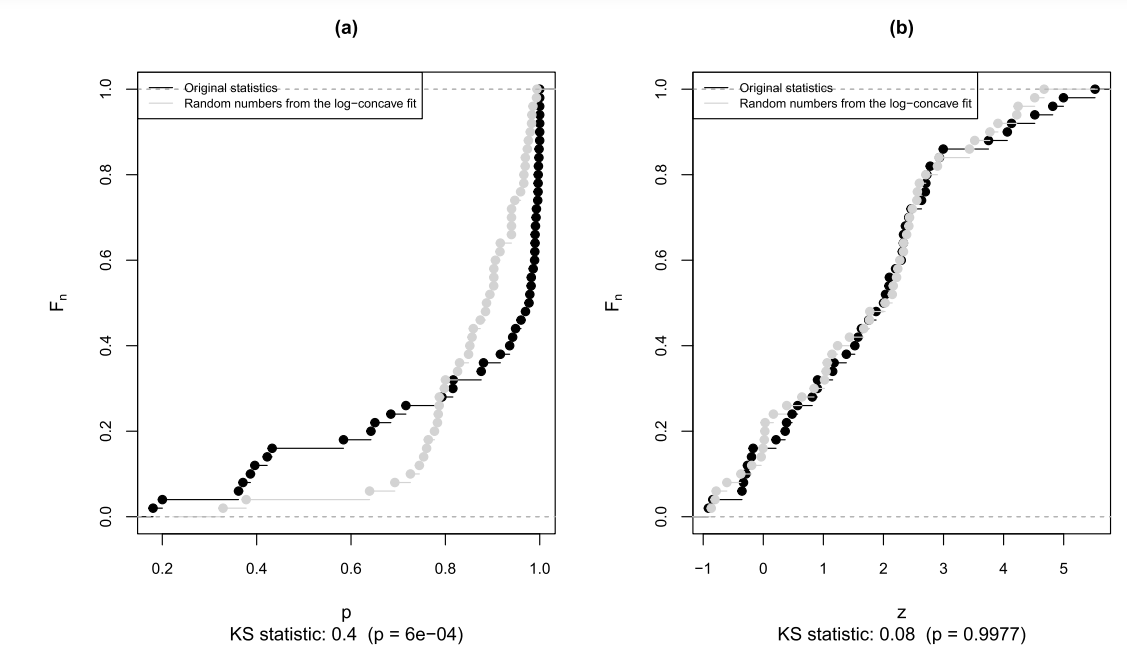 (a)
Original statistics
Random numbers from the log−concave fit
1.0
0.8
0.6
0.4
0.2
0.0
Fn
0.2 0.4 0.6 0.8 1.0
p
KS statistic: 0.4 (p = 6e−04)
(b)
Original statistics
Random numbers from the log−concave fit
1.0
0.8
0.6
0.4
0.2
0.0
Fn
−1 0 1 2 3 4 5
z
KS statistic: 0.08 (p = 0.9977)